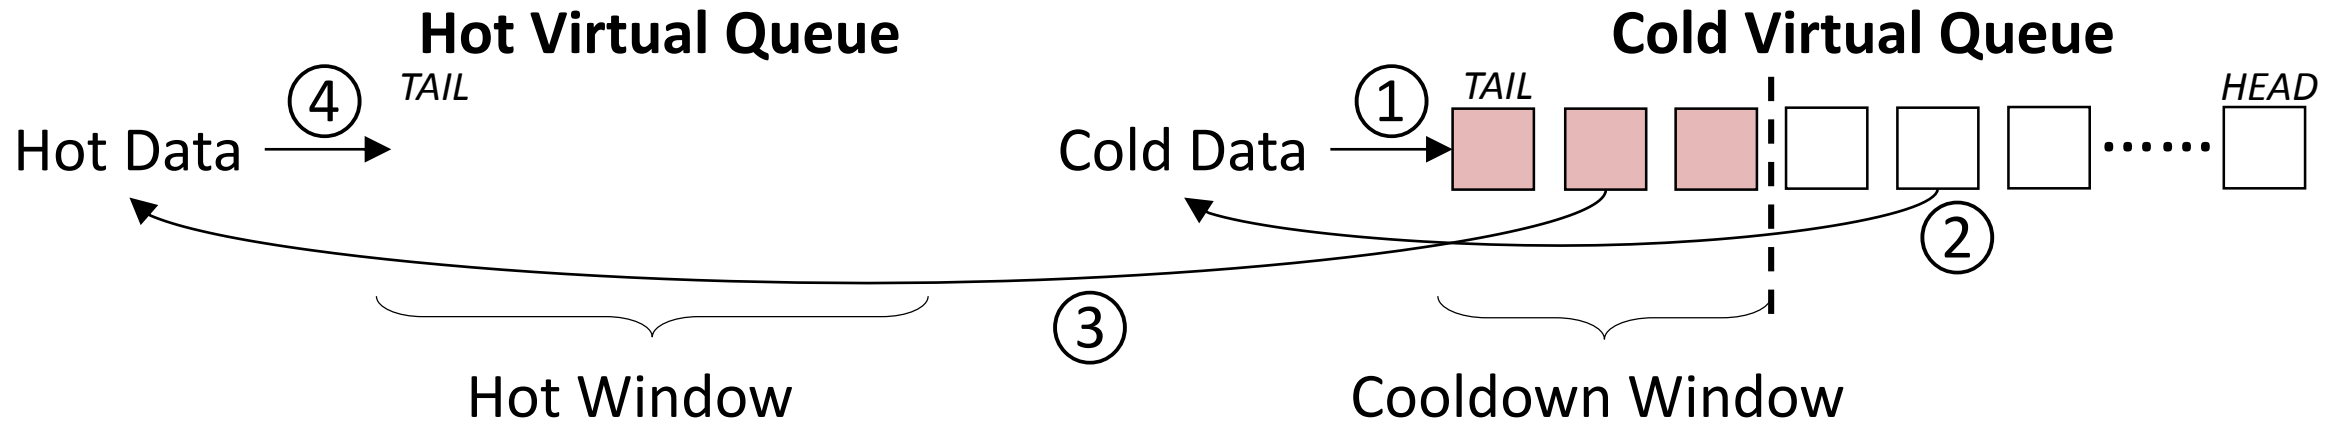 Hot Virtual Queue
Cold Virtual Queue
④ TAIL
① TAIL
HEAD
Hot Data
Cold Data
......
②
③
Hot Window
Cooldown Window